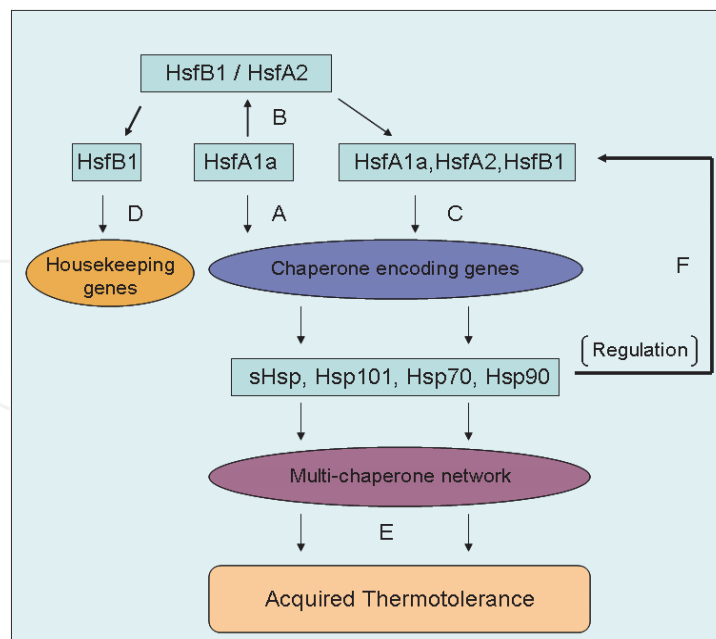 HsfB1 / HsfA2
B
HsfB1
HsfA1a
HsfA1a,HsfA2,HsfB1
D
A
C
Housekeeping
genes
Chaperone encoding genes
F
(Regulation)
sHsp, Hsp101, Hsp70, Hsp90
Multi-chaperone network
E
Acquired Thermotolerance